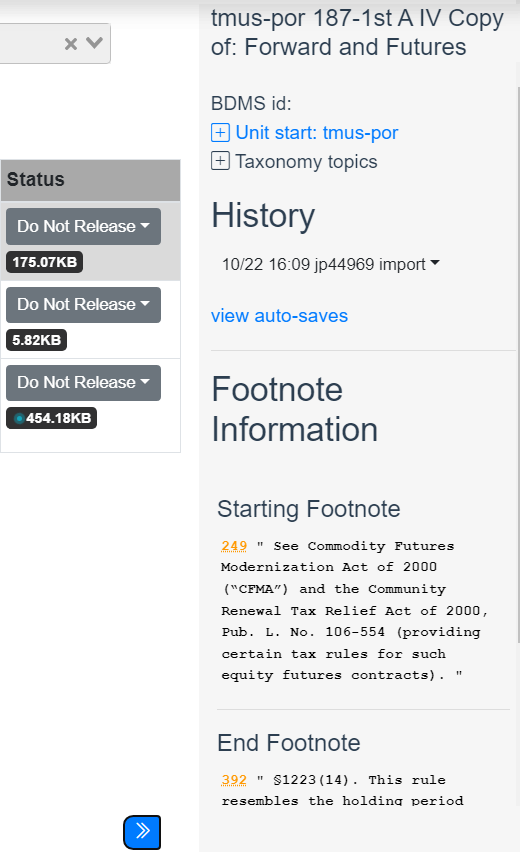 tmus-por 187-1st A IV Copy
of: Forward and Futures
BDMS id:
Unit start: tmus-por
Taxonomy topics
Status
Do Not Release
175.07KB
Do Not Release
5.82KB
Do Not Release
454.18KB
History
10/22 16:09 jp44969 import
view auto-saves
Footnote
Information
Starting Footnote
249 " See Commodity Futures
Modernization Act of 2000
(“CFMA”) and the Community
Renewal Tax Relief Act of 2000,
Pub. L. No. 106-554 (providing
certain tax rules for such
equity futures contracts). "
End Footnote
392 " §1223(14). This rule
resembles the holding period